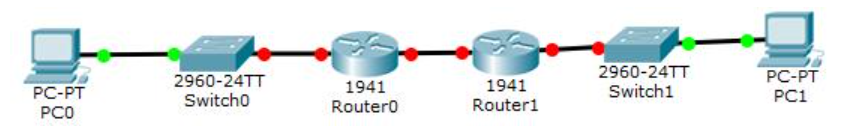 PC-PT
PC0
2960-24TT
Switch0
1941
Router0
1941
Router1
2960-24TT
Switch1
PC-PT
PC1